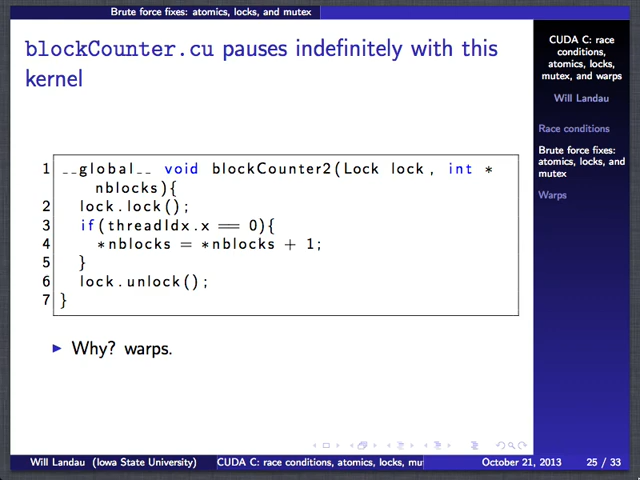 Brute force fixes: atomics, locks, and mutex
blockCounter.cu pauses indefinitely with this
kernel
1 __global__ void blockCounter2(Lock lock, int *
nblocks){
2 lock.lock();
3 if(threadIdx.x == 0){
4 *nblocks = *nblocks + 1;
5 }
6 lock.unlock();
7 }
Why? warps.
CUDA C: race
conditions,
atomics, locks,
mutex, and warps
Will Landau
Race conditions
Brute force fixes:
atomics, locks, and
mutex
Warps
Will Landau (Iowa State University) CUDA C: race conditions, atomics, locks, mu October 21, 2013 25 / 33